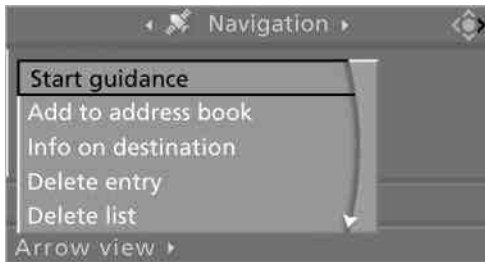 Navigation
Start guidance
Add to address book
Info on destination
Delete entry
Delete list
Arrow view